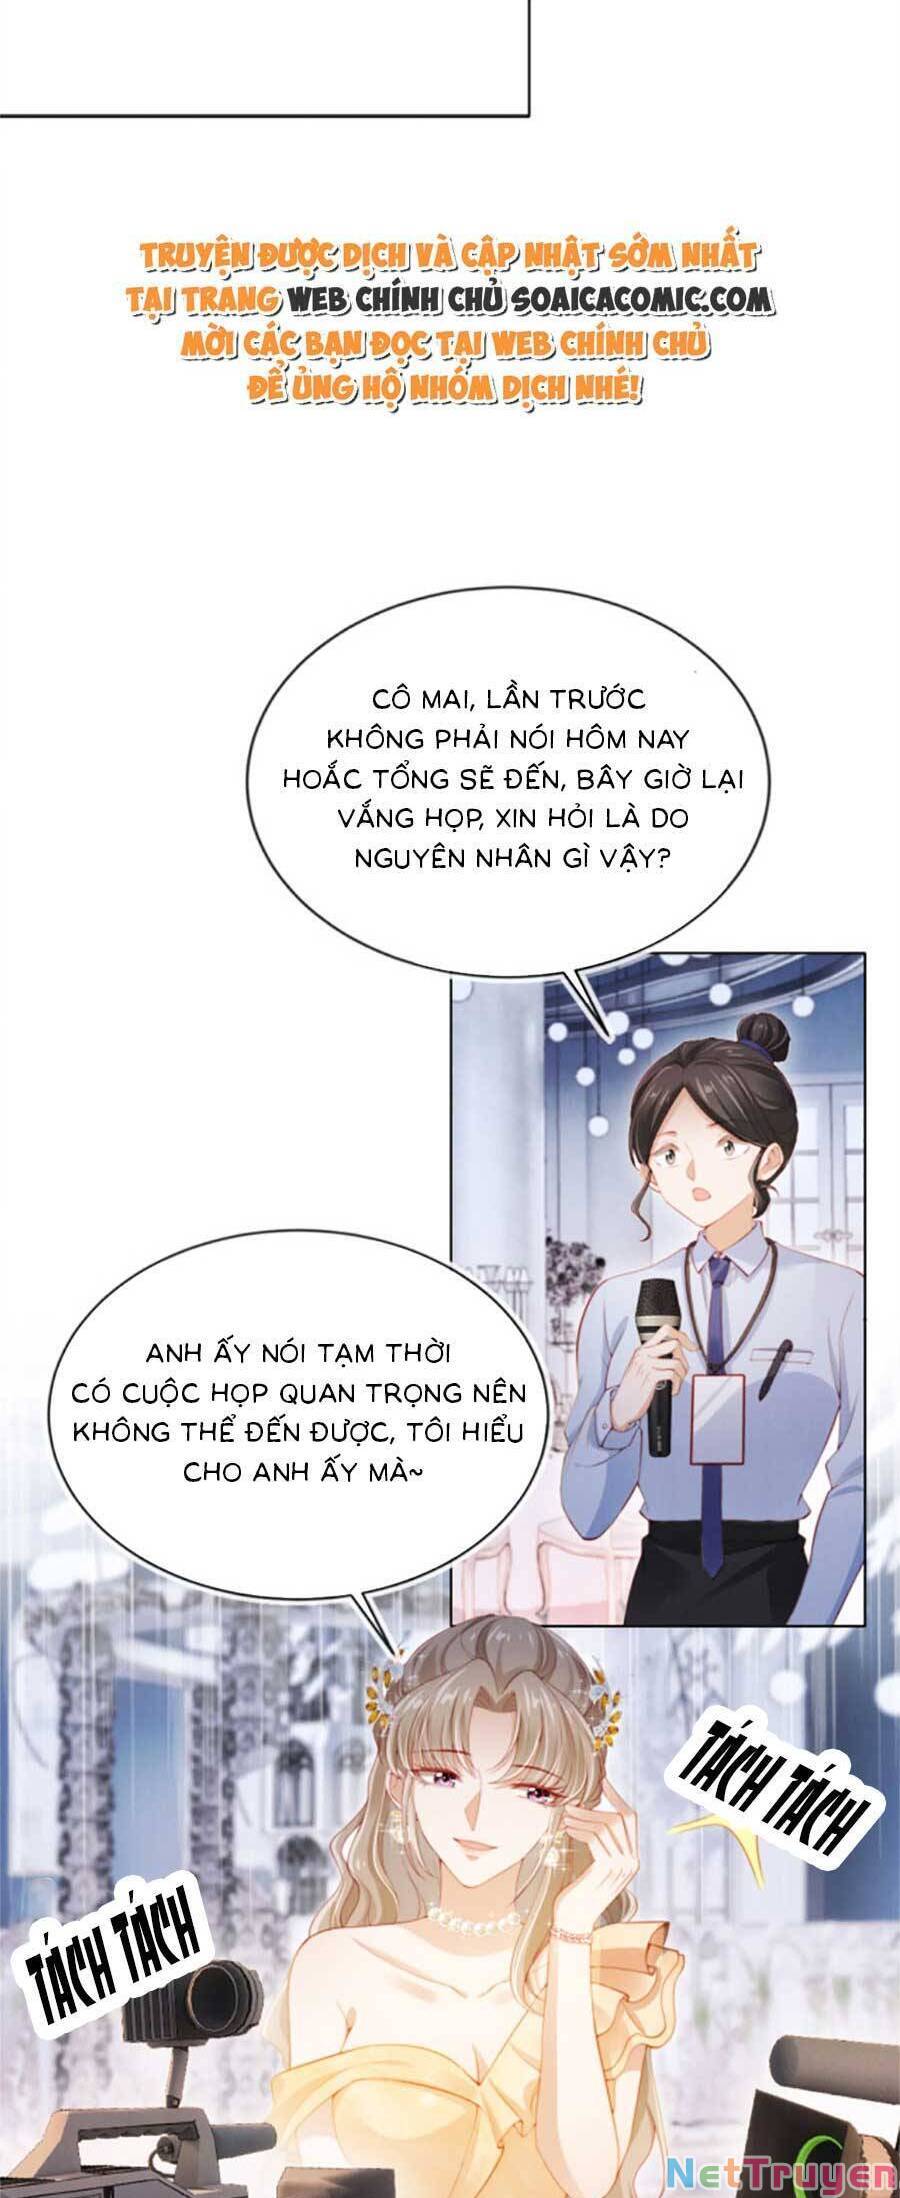 TRUYỆN ĐƯỢC DỊCH VÀ CẬP NHẬT SỚM NHẤT
TẠI TRANG WEB CHÍNH CHỦ SOAICACOMIC.COM
MỜI CÁC BẠN ĐỌC TẠI WEB CHÍNH CHỦ
ĐỂ ỦNG HỘ NHÓM DỊCH NHÉ!
CÔ MAI, LẦN TRƯỚC
KHÔNG PHẢI NÓI HÔM NAY
HOẮC TỔNG SẼ ĐẾN, BÂY GIỜ LẠI
VẮNG HỌP, XIN HỎI LÀ DO
NGUYÊN NHÂN GÌ VẬY?
ANH ẤY NÓI TẠM THỜI
CÓ CUỘC HỌP QUAN TRỌNG NÊN
KHÔNG THỂ ĐẾN ĐƯỢC, TÔI HIỂU
CHO ANH ẤY MÀ~
TÁCH TÁCH
TÁCH TÁCH
NetTruyen